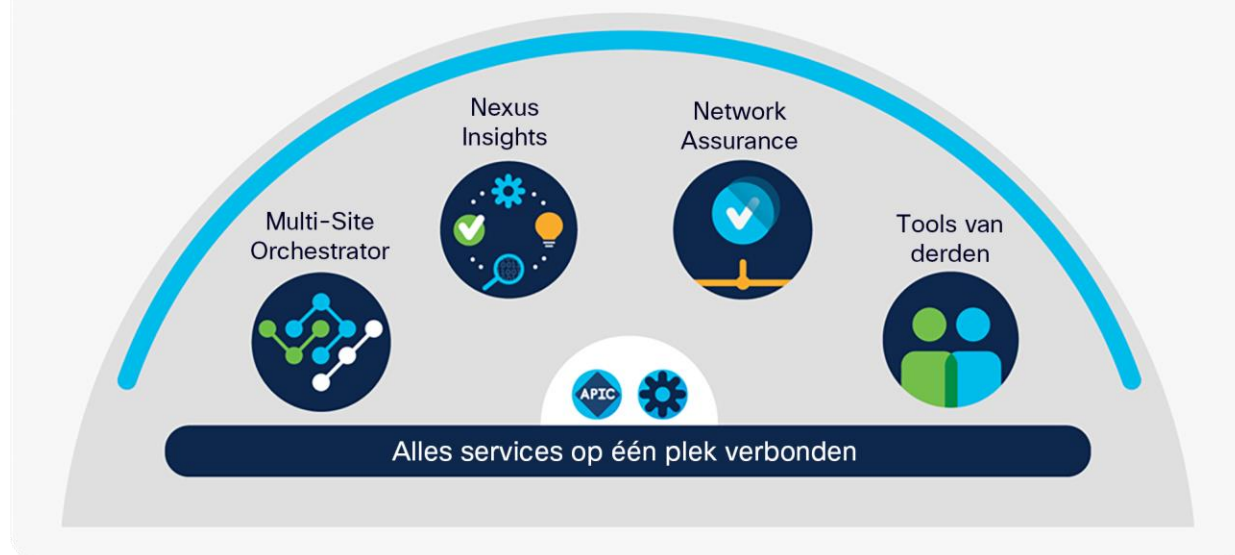 Nexus
Insights
Network
Assurance
Multi-Site
Orchestrator
Tools van
derden
APIC
Alles services op één plek verbonden